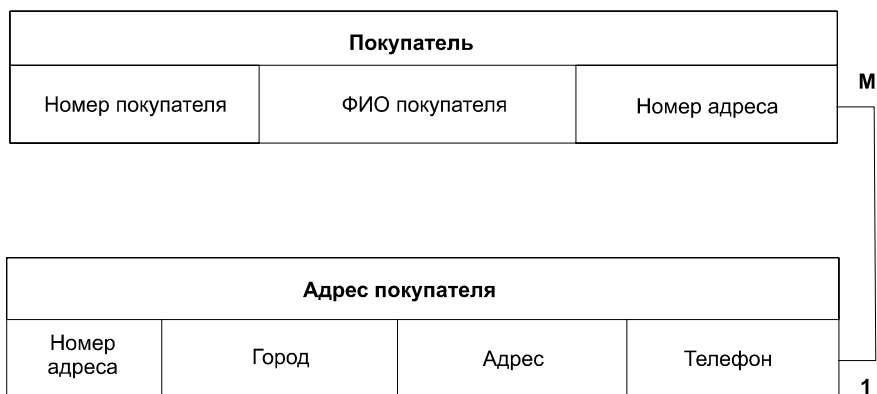 Покупатель
Номер покупателя ФИО покупателя Номер адреса
М
Адрес покупателя
Номер адреса Город Адрес Телефон
1